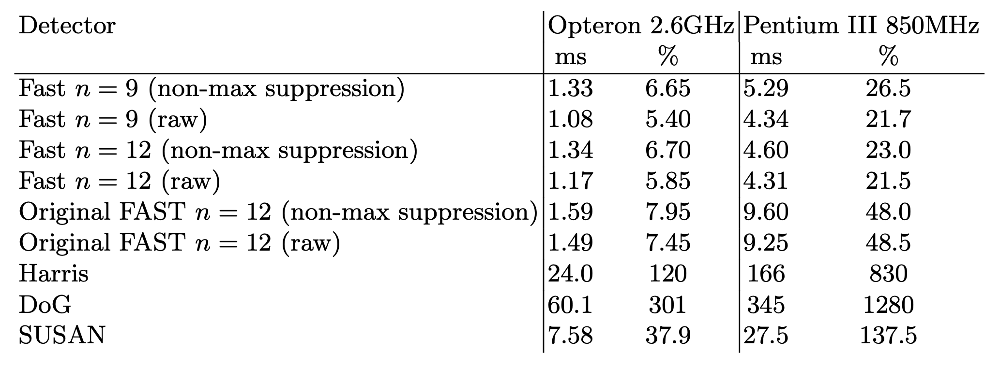 Detector Opteron 2.6GHz Pentium III 850MHz
ms % ms %
Fast n = 9 (non-max suppression) 1.33 6.65 5.29 26.5
Fast n = 9 (raw) 1.08 5.40 4.34 21.7
Fast n = 12 (non-max suppression) 1.34 6.70 4.60 23.0
Fast n = 12 (raw) 1.17 5.85 4.31 21.5
Original FAST n = 12 (non-max suppression) 1.59 7.95 9.60 48.0
Original FAST n = 12 (raw) 1.49 7.45 9.25 48.5
Harris 24.0 120 166 830
DoG 60.1 301 345 1280
SUSAN 7.58 37.9 27.5 137.5